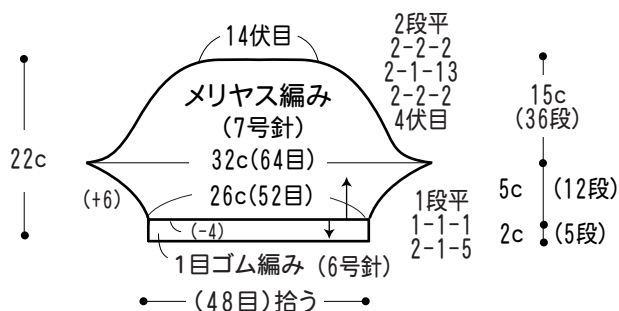 14伏目
2段平
2-2-2
2-1-13
2-2-2
4伏目
メリヤス編み
(7号針)
15c
(36段)
22c
32c(64目)
(+6)
26c(52目)
5c (12段)
1段平
1-1-1
2-1-5
(-4)
2c (5段)
1目ゴム編み (6号針)
(48目)拾う